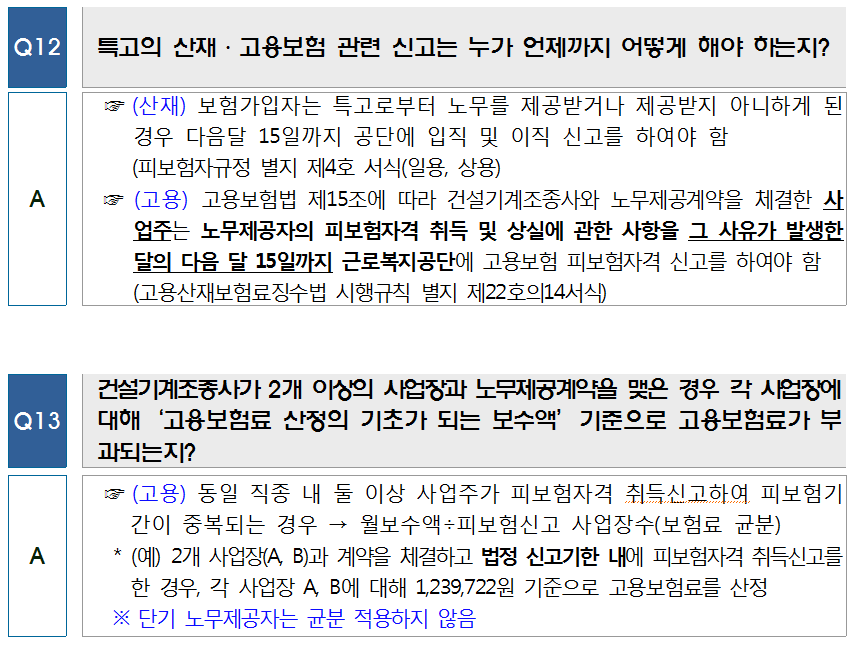 Q12 특고의 산재‧고용보험 관련 신고는 누가 언제까지 어떻게 해야 하는지?
☞ (산재) 보험가입자는 특고로부터 노무를 제공받거나 제공받지 아니하게 된
경우 다음달 15일까지 공단에 입직 및 이직 신고를 하여야 함
(피보험자규정 별지 제4호 서식(일용, 상용)
A ☞ (고용) 고용보험법 제15조에 따라 건설기계조종사와 노무제공계약을 체결한 사
업주는 노무제공자의 피보험자격 취득 및 상실에 관한 사항을 그 사유가 발생한
달의 다음 달 15일까지 근로복지공단에 고용보험 피보험자격 신고를 하여야 함
(고용산재보험료징수법 시행규칙 별지 제22호의14서식)
건설기계조종사가 2개 이상의 사업장과 노무제공계약을 맺은 경우 각 사업장에
Q13 대해 ‘고용보험료 산정의 기초가 되는 보수액’ 기준으로 고용보험료가 부
과되는지?
☞ (고용) 동일 직종 내 둘 이상 사업주가 피보험자격 취득신고하여 피보험기
간이 중복되는 경우 → 월보수액÷피보험신고 사업장수(보험료 균분)
A * (예) 2개 사업장(A, B)과 계약을 체결하고 법정 신고기한 내에 피보험자격 취득신고를
한 경우, 각 사업장 A, B에 대해 1,239,722원 기준으로 고용보험료를 산정
※ 단기 노무제공자는 균분 적용하지 않음